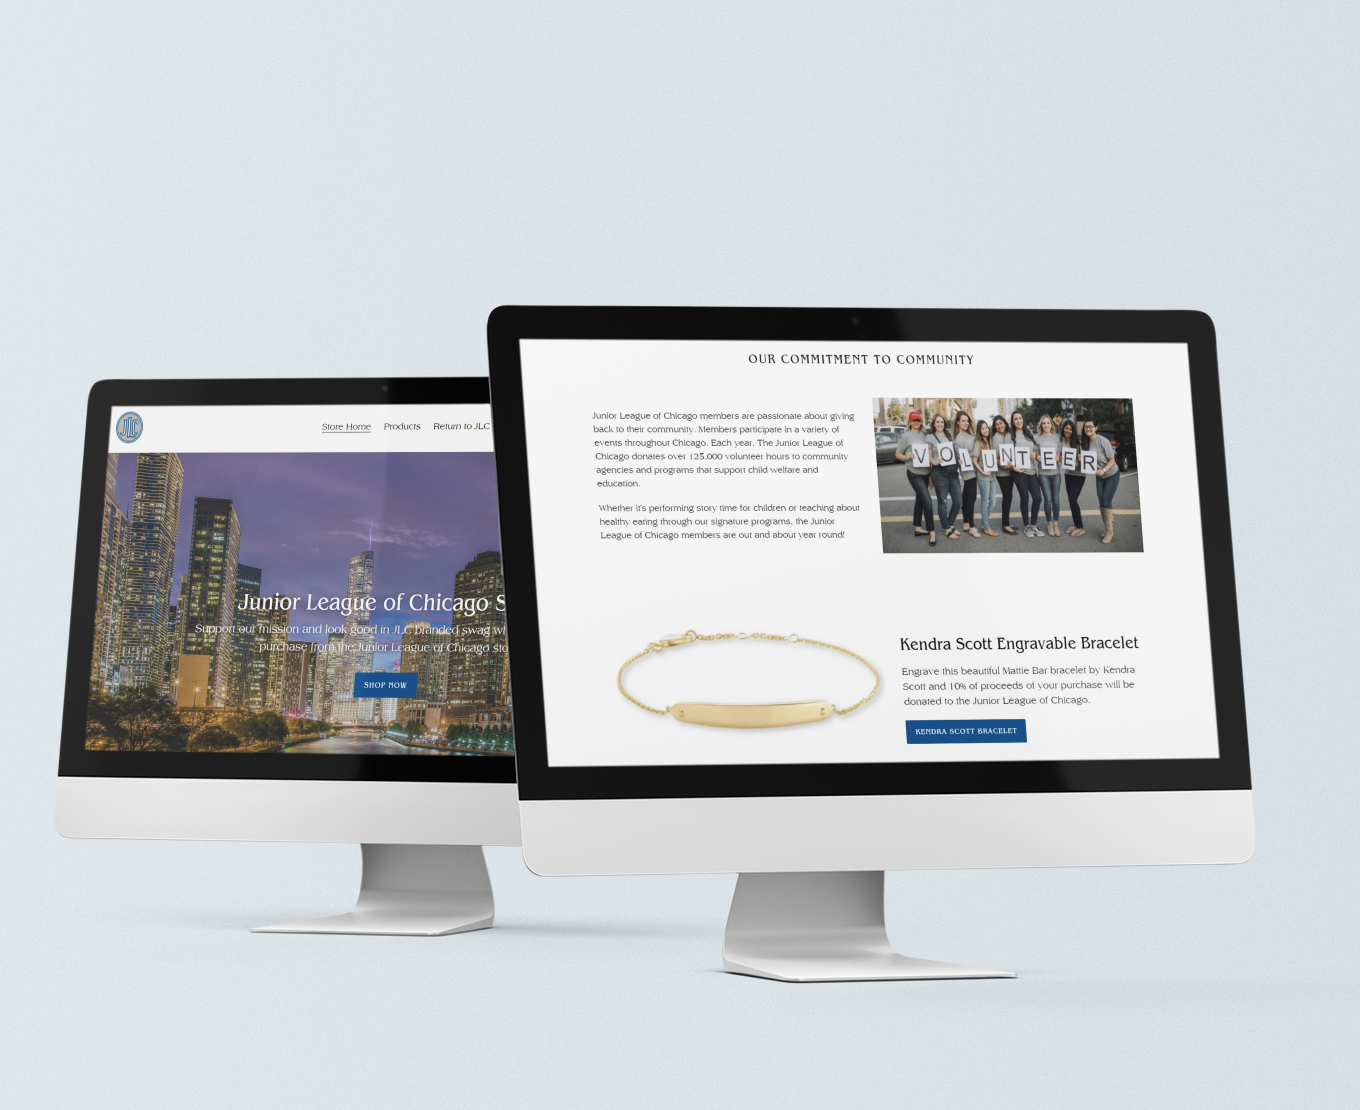 JLC
Store Home Products Return to JLC
Junior League of Chicago S
Support our mission and look good in JLC branded swag wi
purchase from the Junior League of Chicago sto
SHOP NOW
OUR COMMITMENT TO COMMUNITY
Junior League of Chicago members are passionate about giving
back to their community. Members participate in a variety of
events throughout Chicago. Each year, The Junior League of
Chicago donates over 125,000 volunteer hours to community
agencies and programs that support child welfare and
education.
Whether it's performing story time for children or teaching about
healthy eating through our signature programs, the Junior
League of Chicago members are out and about year round!
VOLUNTEER
Kendra Scott Engravable Bracelet
Engrave this beautiful Mattie Bar bracelet by Kendra
Scott and 10% of proceeds of your purchase will be
donated to the Junior League of Chicago.
KENDRA SCOTT BRACELET